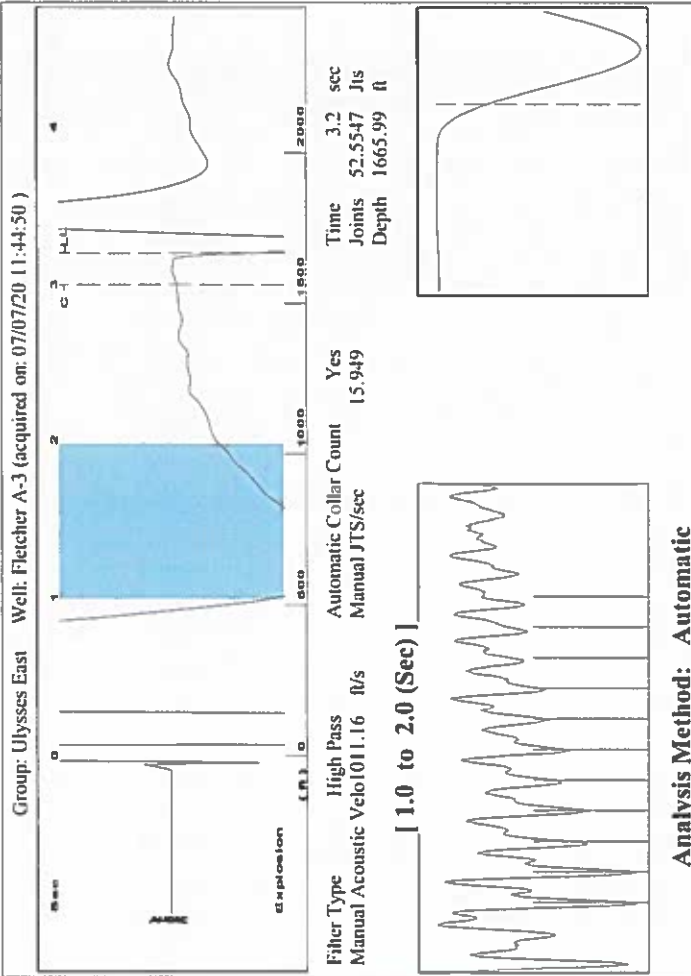 Group: Ulysses East Well: Fletcher A-3 (acquired on: 07/07/20 11:44:50 )
Sec
0
1
2
3
4
C
LL
Explosion
( ft )
0
500
1000
1500
2000
Filter Type High Pass Automatic Collar Count Yes Time 3.2 sec
Manual Acoustic Velo1011.16 ft/s Manual JTS/sec 15.949 Joints 52.5547 Jts
Depth 1665.99 ft
[ 1.0 to 2.0 (Sec) ]
Analysis Method: Automatic